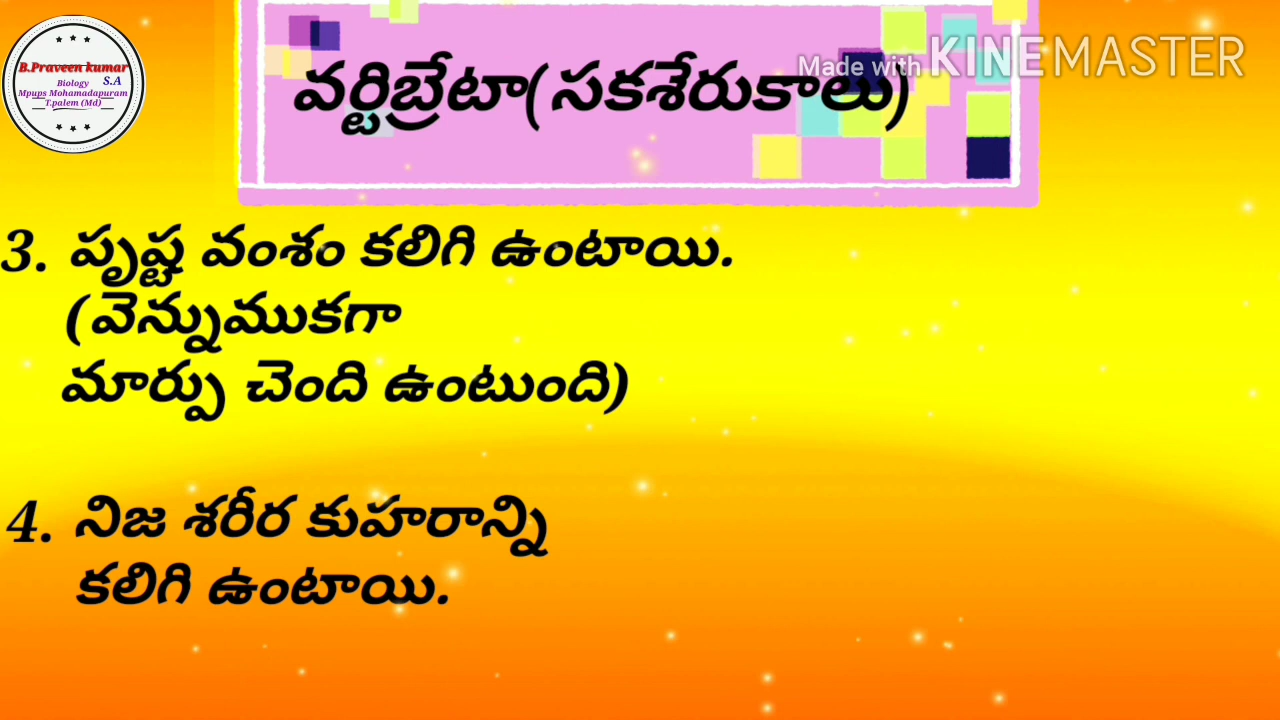 B.Praveen kumar
S.A
Biology
Mpups Mohamadapuram
T.palem (Md)
Made with KINEMASTER
వర్టిబ్రేటా(సకశేరుకాలు)
3. పృష్ట వంశం కలిగి ఉంటాయి.
(వెన్నుముకగా
మార్పు చెంది ఉంటుంది)
4. నిజ శరీర కుహరాన్ని
కలిగి ఉంటాయి.